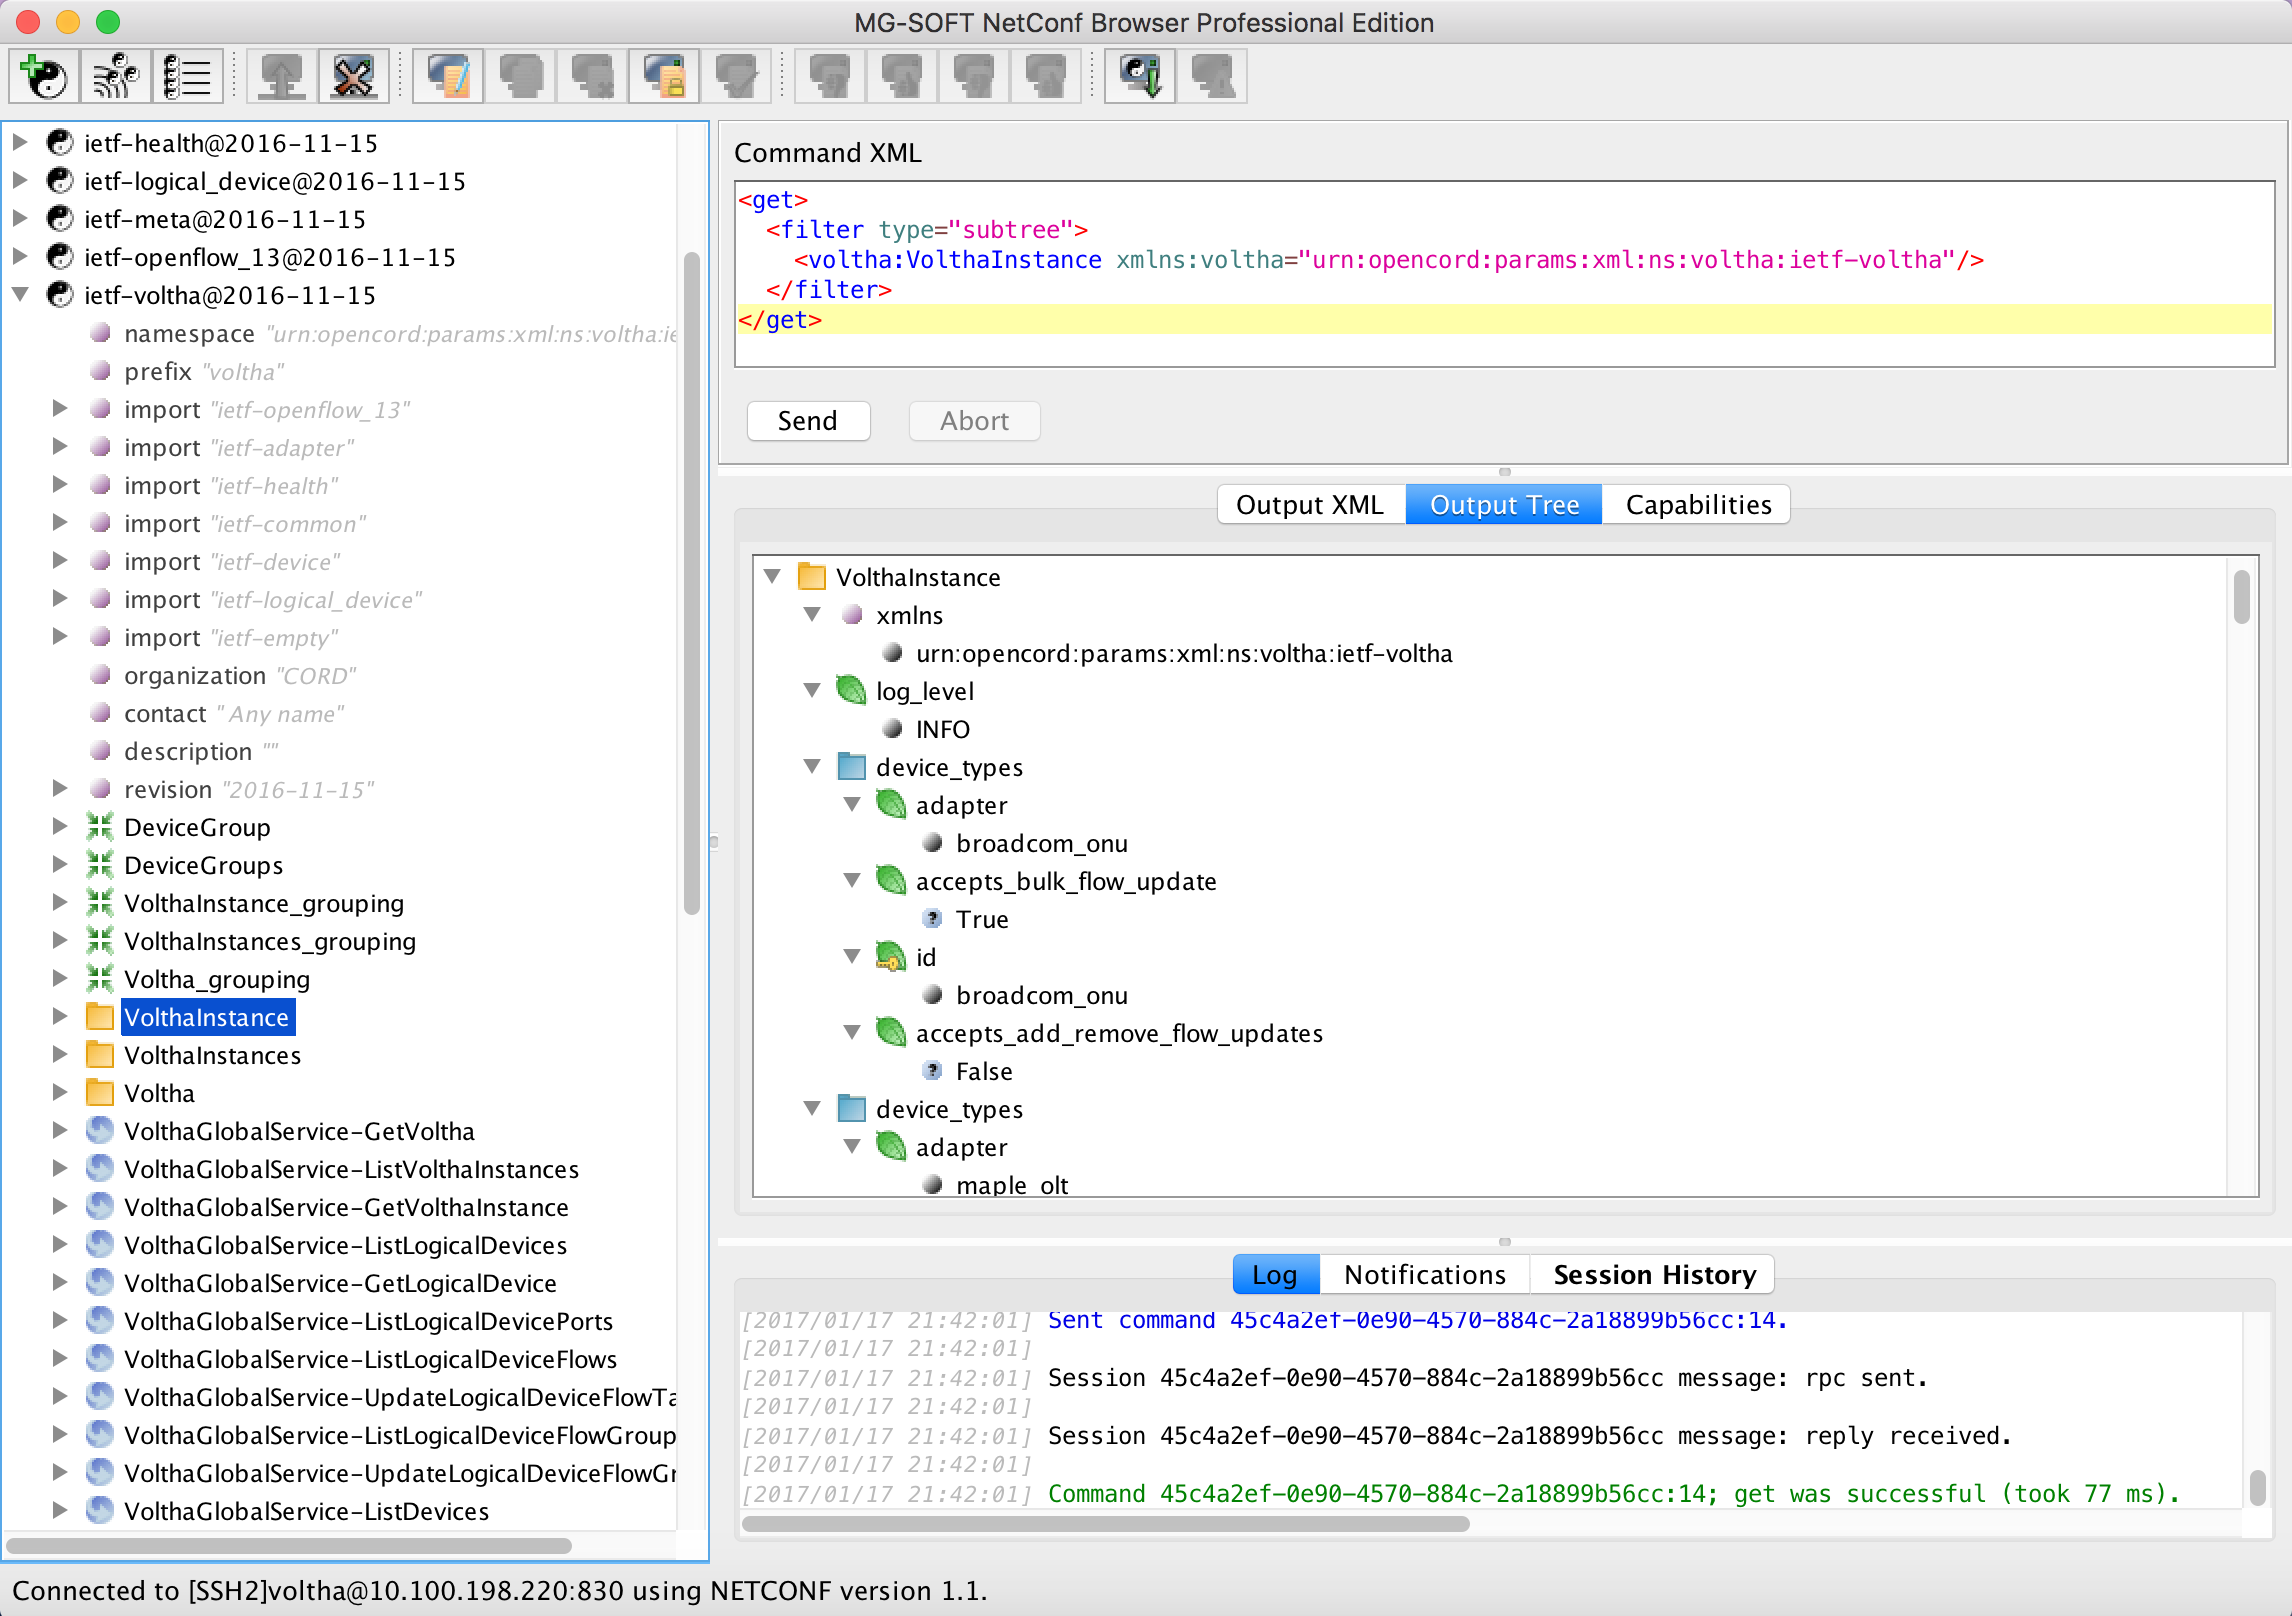 MG-SOFT NetConf Browser Professional Edition
ietf-health@2016-11-15
ietf-logical_device@2016-11-15
ietf-meta@2016-11-15
ietf-openflow_13@2016-11-15
ietf-voltha@2016-11-15
namespace "urn:opencord:params:xml:ns:voltha:ie
prefix "voltha"
import "ietf-openflow_13"
import "ietf-adapter"
import "ietf-health"
import "ietf-common"
import "ietf-device"
import "ietf-logical_device"
import "ietf-empty"
organization "CORD"
contact " Any name"
description ""
revision "2016-11-15"
DeviceGroup
DeviceGroups
VolthaInstance_grouping
VolthaInstances_grouping
Voltha_grouping
VolthaInstance
VolthaInstances
Voltha
VolthaGlobalService-GetVoltha
VolthaGlobalService-ListVolthaInstances
VolthaGlobalService-GetVolthaInstance
VolthaGlobalService-ListLogicalDevices
VolthaGlobalService-GetLogicalDevice
VolthaGlobalService-ListLogicalDevicePorts
VolthaGlobalService-ListLogicalDeviceFlows
VolthaGlobalService-UpdateLogicalDeviceFlowTa
VolthaGlobalService-ListLogicalDeviceFlowGroup
VolthaGlobalService-UpdateLogicalDeviceFlowGr
VolthaGlobalService-ListDevices
Command XML
<get>
<filter type="subtree">
<voltha:VolthaInstance xmlns:voltha="urn:opencord:params:xml:ns:voltha:ietf-voltha"/>
</filter>
</get>
Send Abort
Output XML Output Tree Capabilities
VolthaInstance
xmlns
urn:opencord:params:xml:ns:voltha:ietf-voltha
log_level
INFO
device_types
adapter
broadcom_onu
accepts_bulk_flow_update
True
id
broadcom_onu
accepts_add_remove_flow_updates
False
device_types
adapter
maple_olt
Log Notifications Session History
[2017/01/17 21:42:01] Sent command 45c4a2ef-0e90-4570-884c-2a18899b56cc:14.
[2017/01/17 21:42:01]
[2017/01/17 21:42:01] Session 45c4a2ef-0e90-4570-884c-2a18899b56cc message: rpc sent.
[2017/01/17 21:42:01]
[2017/01/17 21:42:01] Session 45c4a2ef-0e90-4570-884c-2a18899b56cc message: reply received.
[2017/01/17 21:42:01]
[2017/01/17 21:42:01] Command 45c4a2ef-0e90-4570-884c-2a18899b56cc:14; get was successful (took 77 ms).
Connected to [SSH2]voltha@10.100.198.220:830 using NETCONF version 1.1.